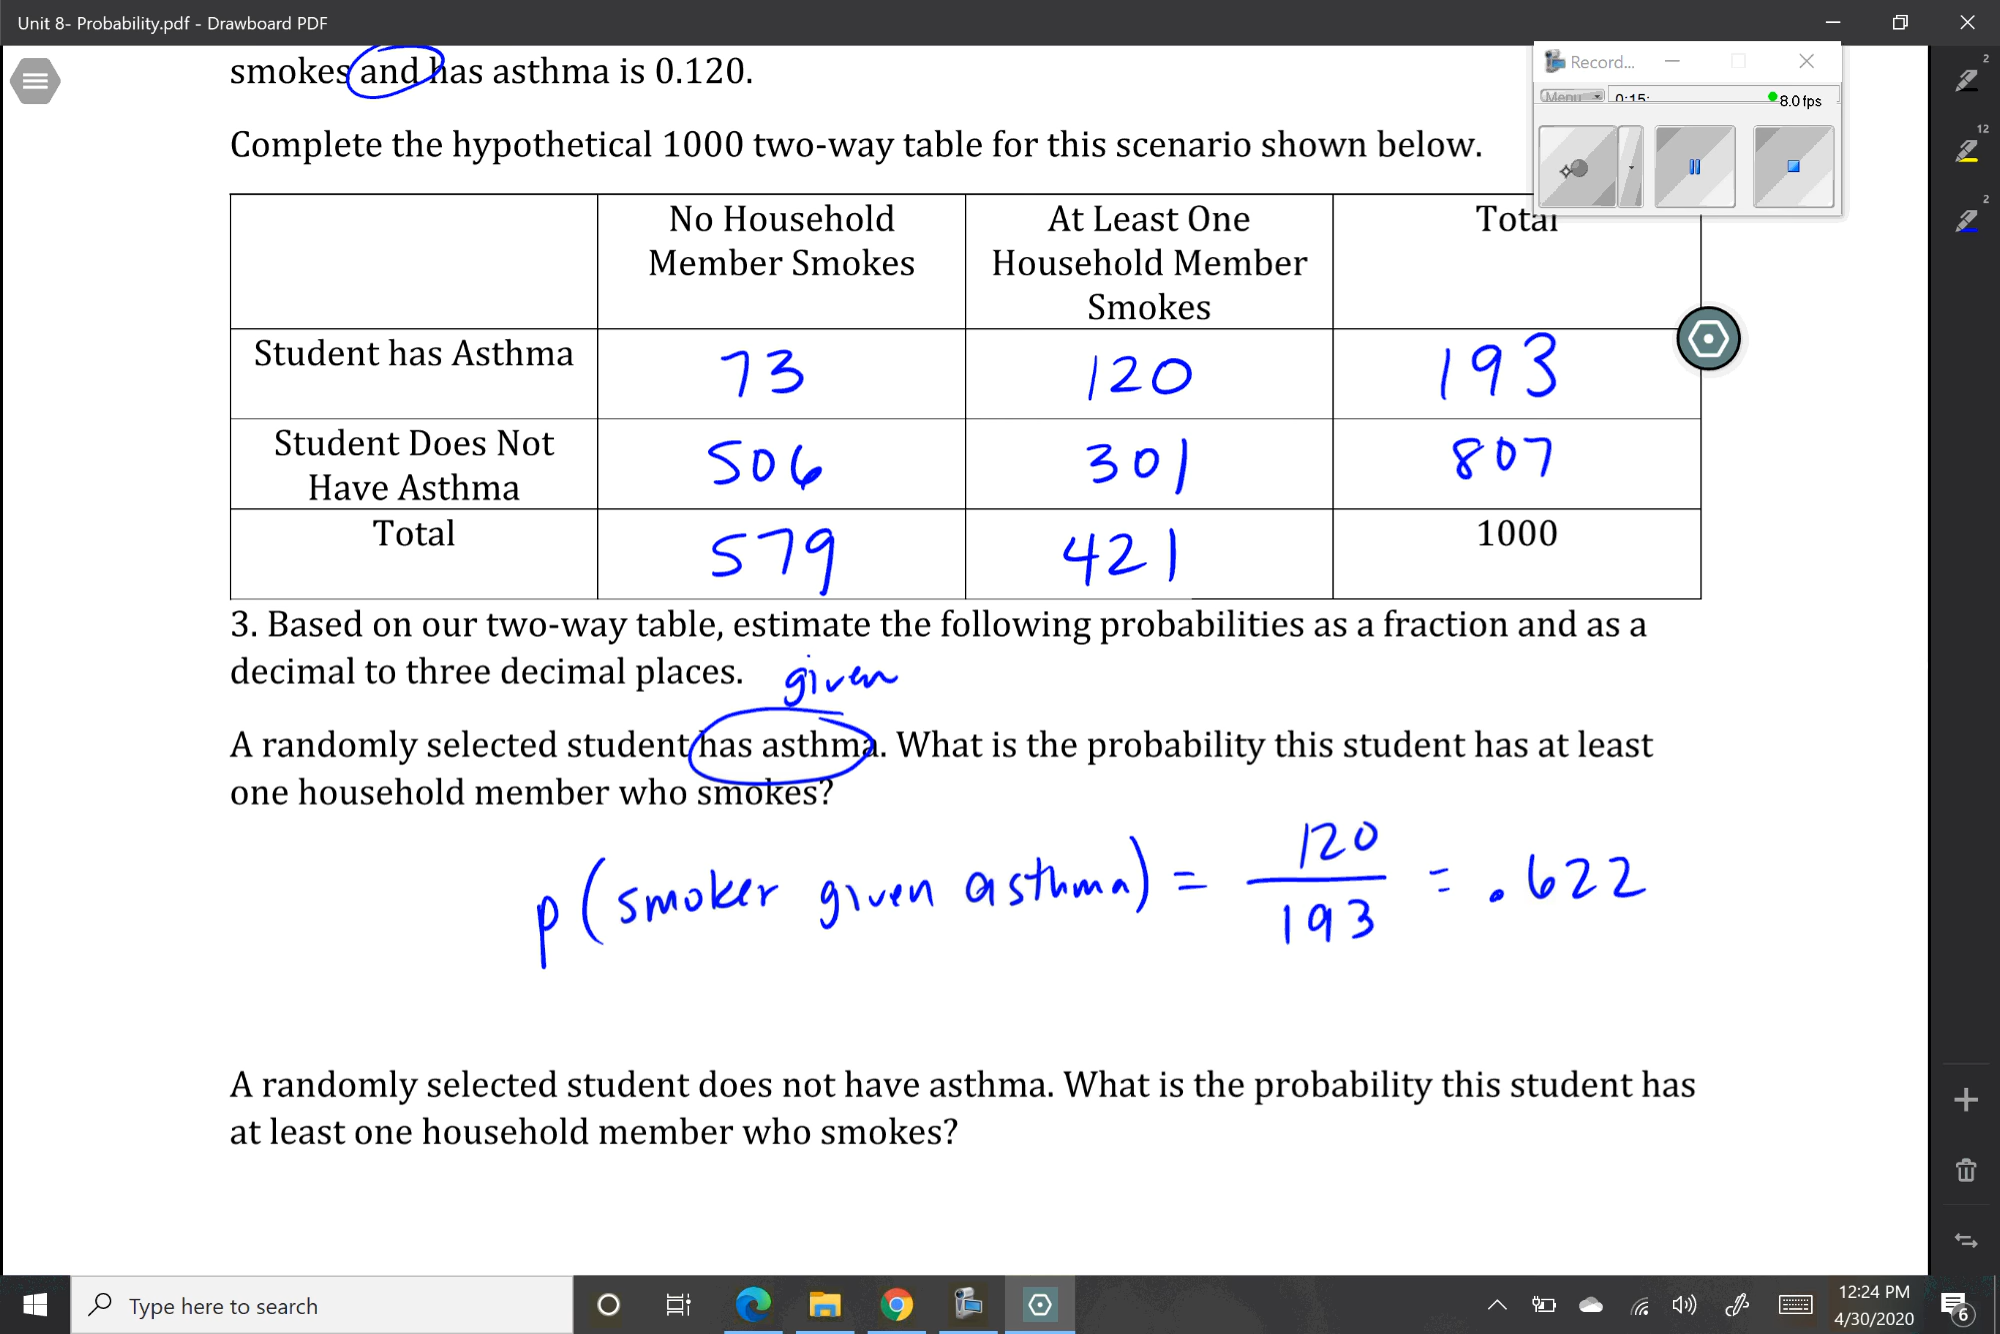 Unit 8- Probability.pdf - Drawboard PDF
smokes and has asthma is 0.120.
Record...
Menu
0:15:
8.0 fps
2
12
2
Complete the hypothetical 1000 two-way table for this scenario shown below.
No Household Member Smokes
At Least One Household Member Smokes
Total
Student has Asthma
73
120
193
Student Does Not Have Asthma
506
301
807
Total
579
421
1000
3. Based on our two-way table, estimate the following probabilities as a fraction and as a
decimal to three decimal places.
given
A randomly selected student has asthma. What is the probability this student has at least
one household member who smokes?
p(smoker given asthma) = 120/193 = .622
A randomly selected student does not have asthma. What is the probability this student has
at least one household member who smokes?
Type here to search
12:24 PM
4/30/2020
6